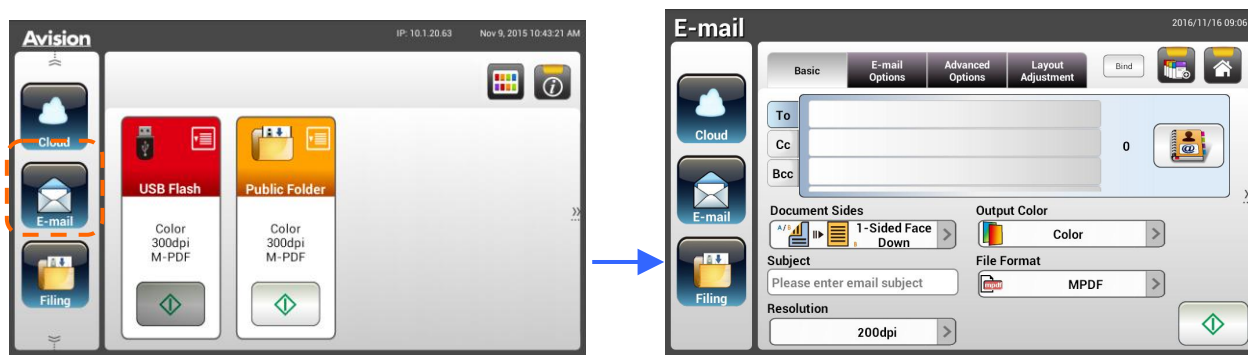 Avision
IP: 10.1.20.63 Nov 9, 2015 10:43:21 AM
Cloud
E-mail
Filing
USB Flash
Color
300dpi
M-PDF
Public Folder
Color
300dpi
M-PDF
E-mail
2016/11/16 09:06
Cloud
E-mail
Filing
Basic
E-mail
Options
Advanced
Options
Layout
Adjustment
Bind
To
Cc
Bcc
0
Document Sides
1-Sided Face
Down
Output Color
Color
Subject
Please enter email subject
File Format
MPDF
Resolution
200dpi